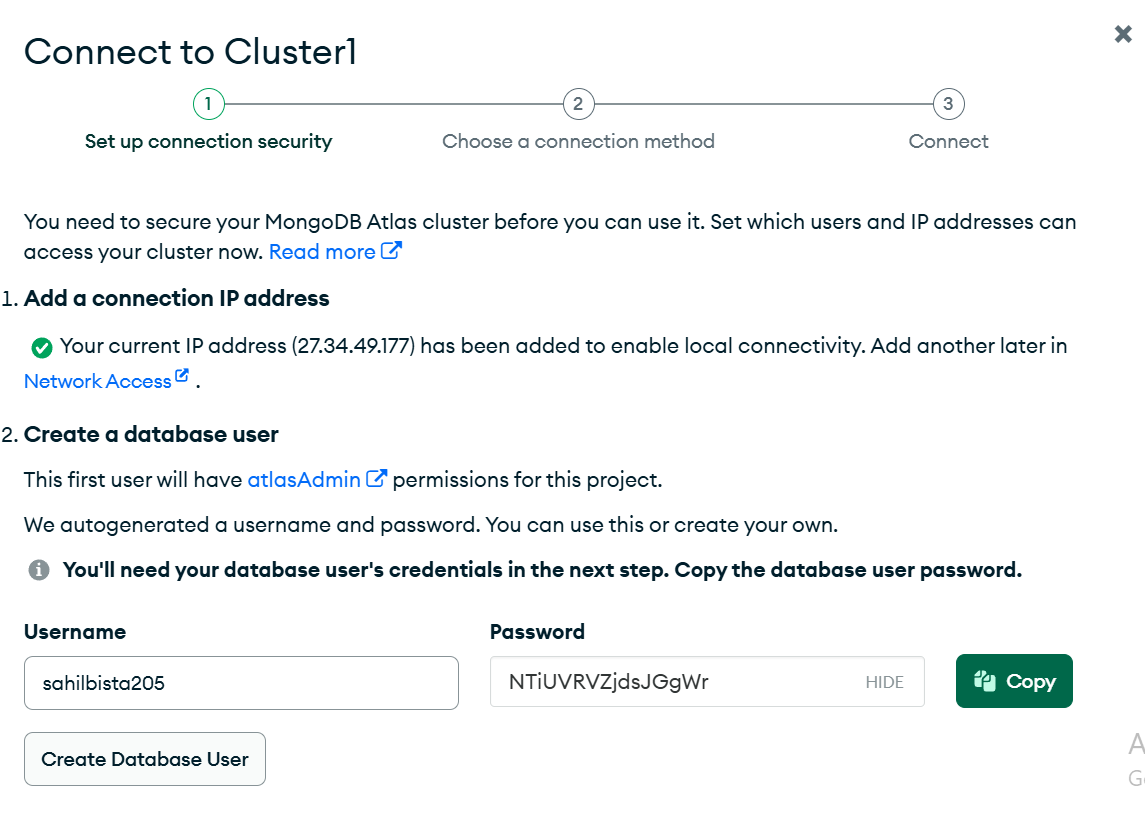 Connect to Cluster1
1
2
3
Set up connection security
Choose a connection method
Connect
You need to secure your MongoDB Atlas cluster before you can use it. Set which users and IP addresses can
access your cluster now. Read more
1. Add a connection IP address
Your current IP address (27.34.49.177) has been added to enable local connectivity. Add another later in
Network Access .
2. Create a database user
This first user will have atlasAdmin permissions for this project.
We autogenerated a username and password. You can use this or create your own.
You'll need your database user's credentials in the next step. Copy the database user password.
Username
Password
sahilbista205
NTiUVRVZjdsJGgWr
HIDE
Copy
Create Database User